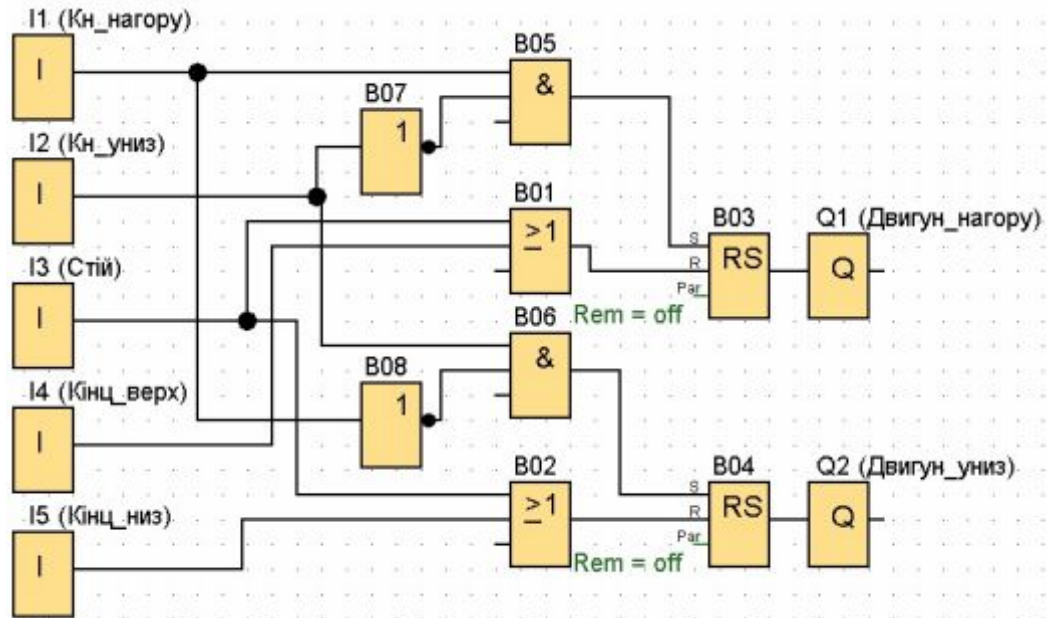 I1 (Кн_нагору)
I
I2 (Кн_униз)
I
I3 (Стій)
I
I4 (Кінц_верх)
I
I5 (Кінц_низ)
I
B07
1
B08
1
B05
&
B01
≥1
B06
&
B02
≥1
B03
S
R
Par
RS
Rem = off
B04
S
R
Par
RS
Rem = off
Q1 (Двигун_нагору)
Q
Q2 (Двигун_униз)
Q